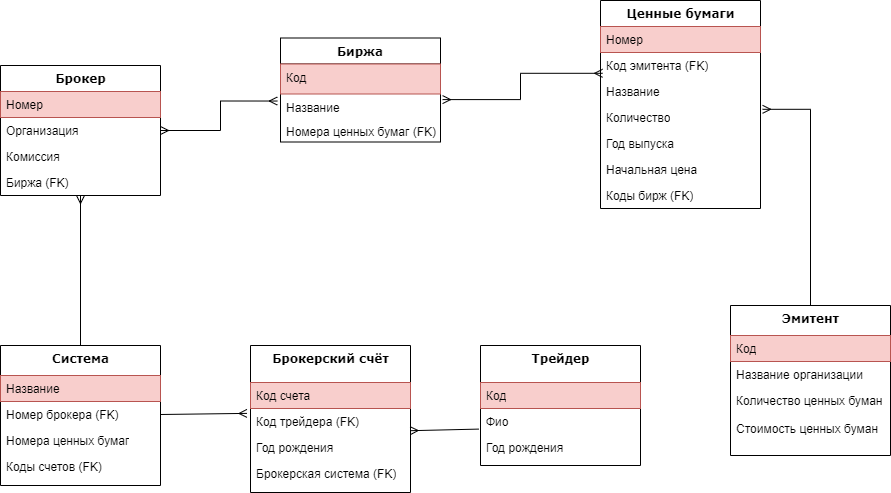 Брокер
Номер
Организация
Комиссия
Биржа (FK)
Биржа
Код
Название
Номера ценных бумаг (FK)
Ценные бумаги
Номер
Код эмитента (FK)
Название
Количество
Год выпуска
Начальная цена
Коды бирж (FK)
Система
Название
Номер брокера (FK)
Номера ценных бумаг
Коды счетов (FK)
Брокерский счёт
Код счета
Код трейдера (FK)
Год рождения
Брокерская система (FK)
Трейдер
Код
Фио
Год рождения
Эмитент
Код
Название организации
Количество ценных буман
Стоимость ценных буман